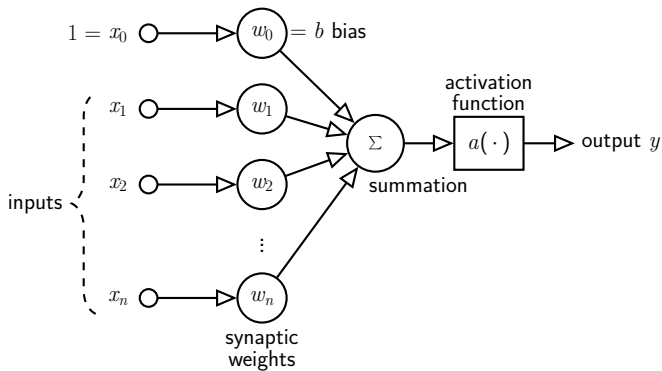 1 = x₀ w₀ = b bias
activation
function
x₁ w₁
Σ a(·) output y
x₂ w₂
summation
inputs
⋮
xₙ wₙ
synaptic
weights